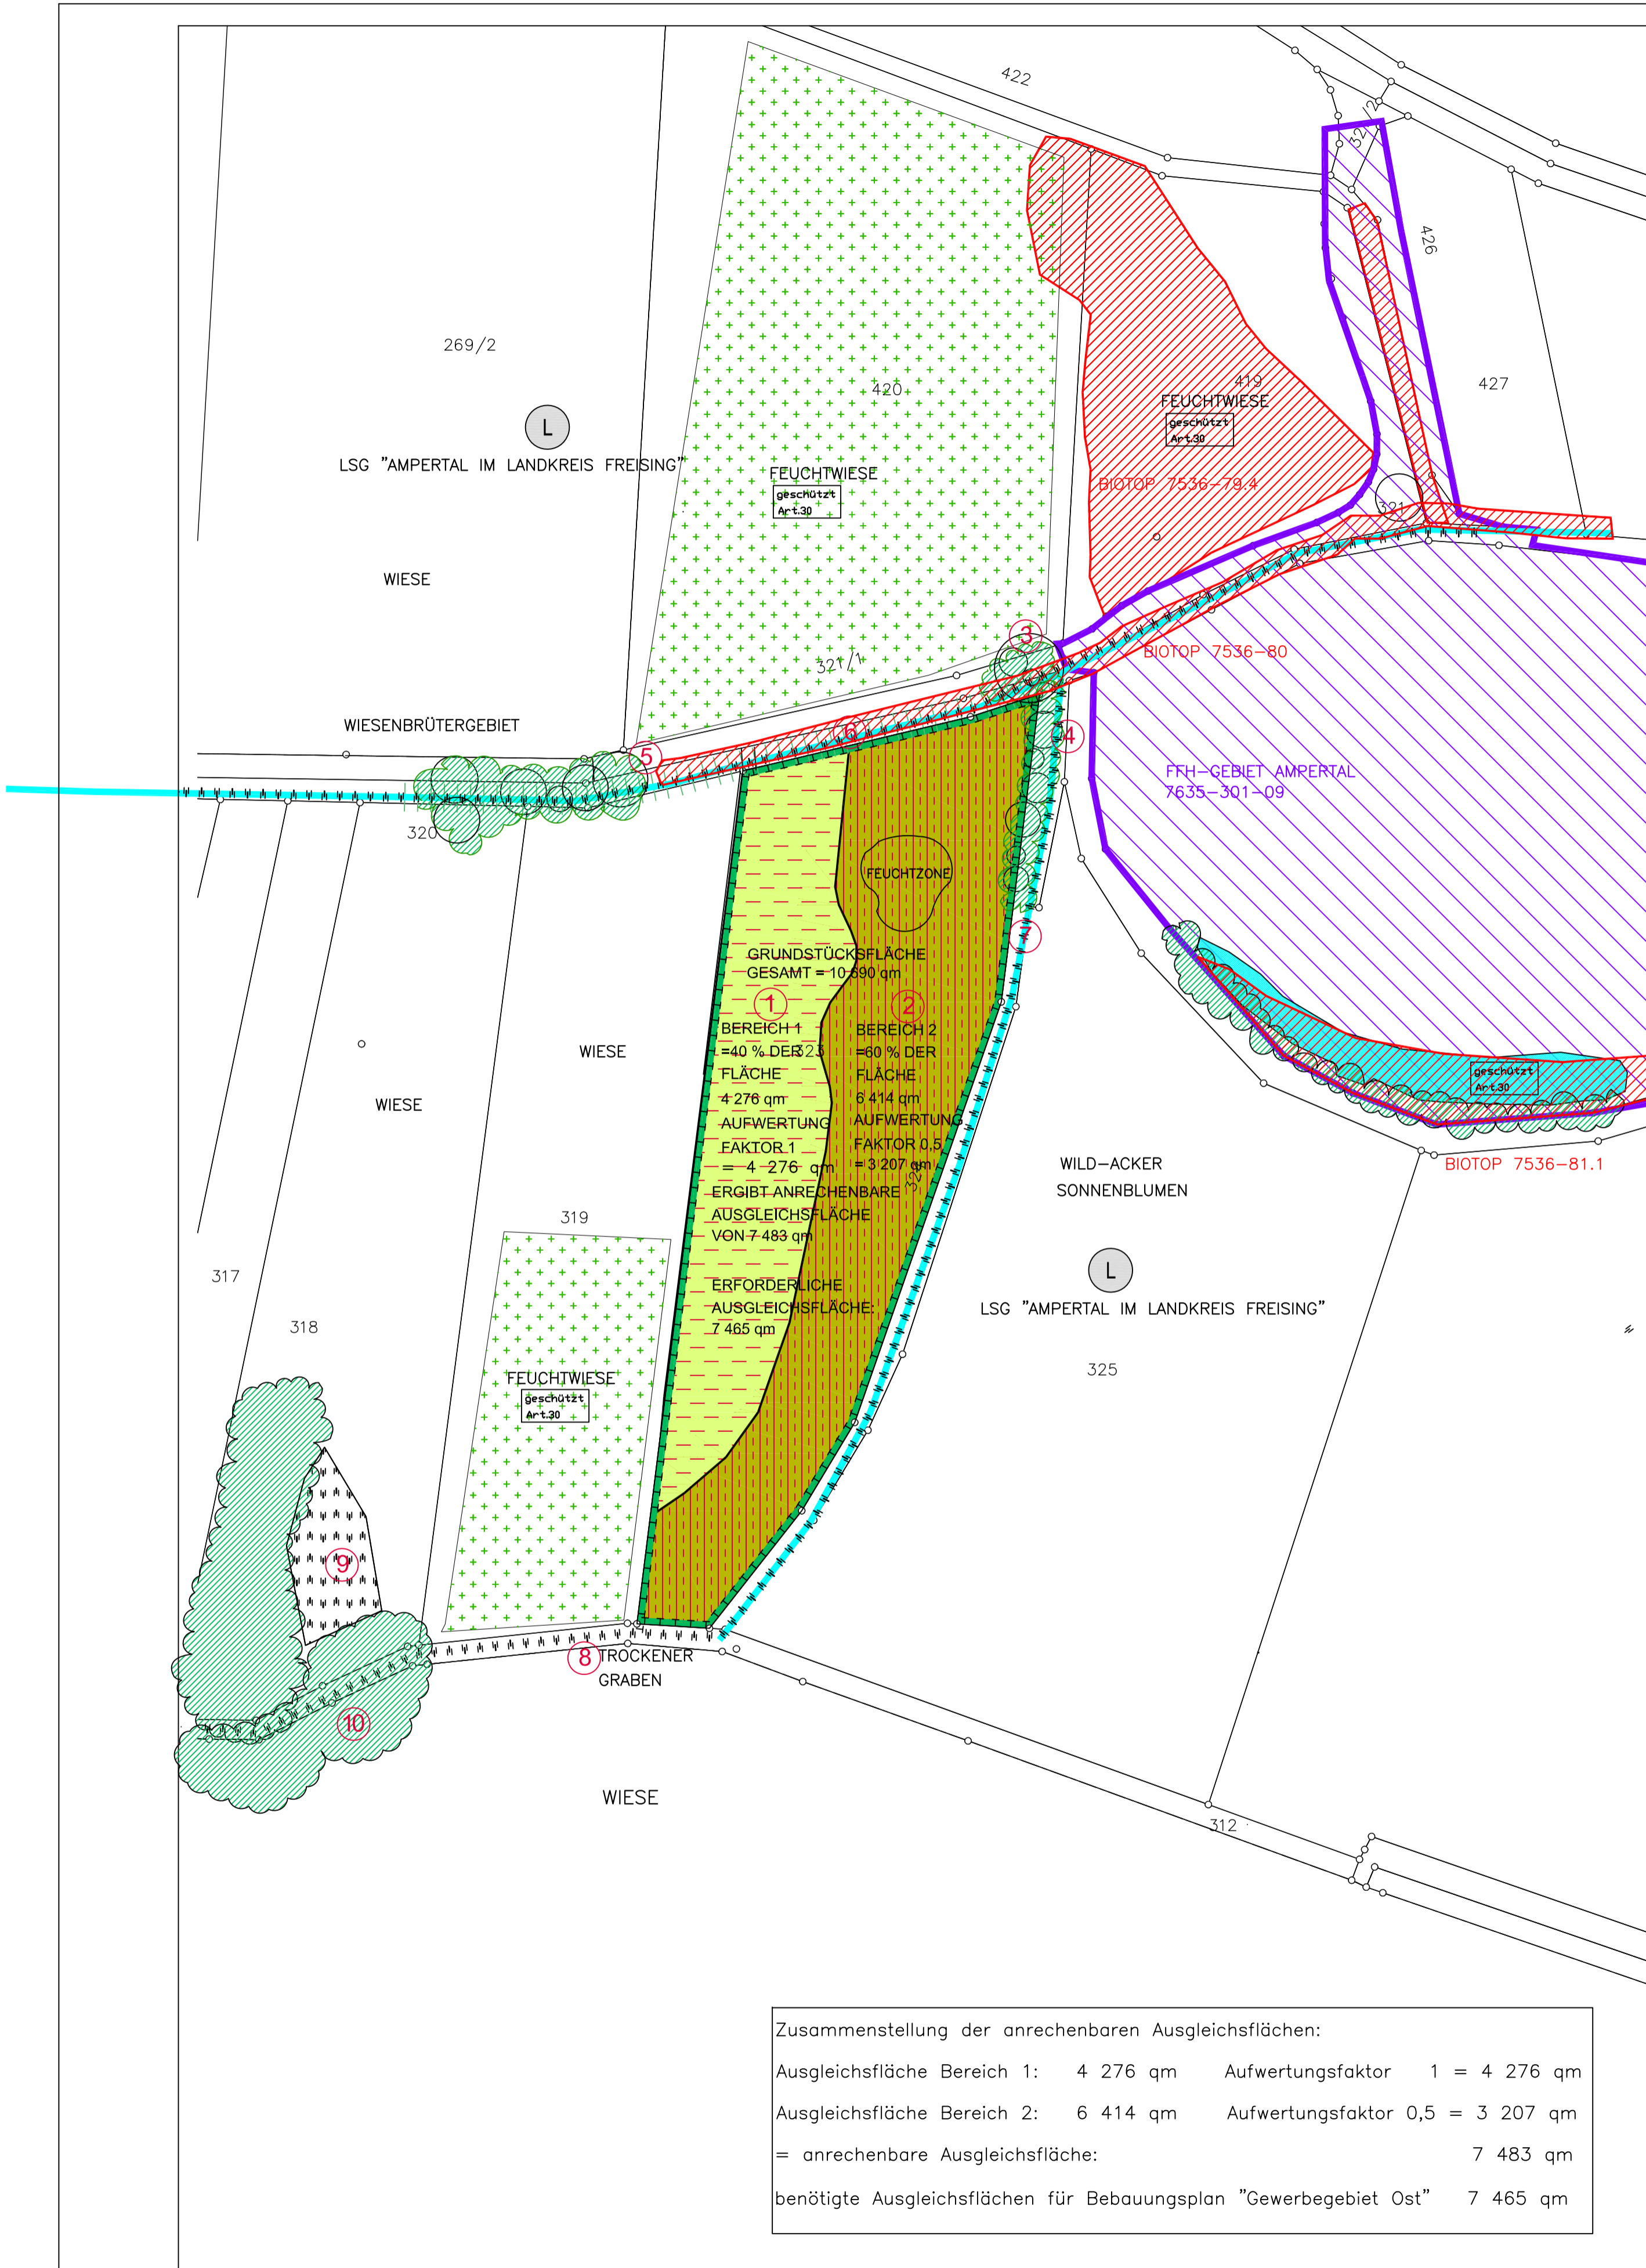 422
321/2
426
269/2
420
419
427
L
FEUCHTWIESE
geschützt
Art.30
LSG "AMPERTAL IM LANDKREIS FREISING"
FEUCHTWIESE
geschützt
Art.30
BIOTOP 7536-79.4
321
WIESE
3
321/1
BIOTOP 7536-80
WIESENBRÜTERGEBIET
5
6
4
FFH-GEBIET AMPERTAL
7635-301-09
320
FEUCHTZONE
7
GRUNDSTÜCKSFLÄCHE
GESAMT = 10 690 qm
1
2
WIESE
BEREICH 1
=40 % DER
FLÄCHE
4 276 qm
AUFWERTUNG
FAKTOR 1
= 4 276 qm
323
BEREICH 2
=60 % DER
FLÄCHE
6 414 qm
AUFWERTUNG
FAKTOR 0,5
= 3 207 qm
ERGIBT ANRECHENBARE
AUSGLEICHSFLÄCHE
VON 7 483 qm
ERFORDERLICHE
AUSGLEICHSFLÄCHE:
7 465 qm
WIESE
geschützt
Art.30
BIOTOP 7536-81.1
WILD-ACKER
SONNENBLUMEN
319
317
L
LSG "AMPERTAL IM LANDKREIS FREISING"
318
325
FEUCHTWIESE
geschützt
Art.30
9
8
TROCKENER
GRABEN
10
WIESE
312
Zusammenstellung der anrechenbaren Ausgleichsflächen:
Ausgleichsfläche Bereich 1: 4 276 qm Aufwertungsfaktor 1 = 4 276 qm
Ausgleichsfläche Bereich 2: 6 414 qm Aufwertungsfaktor 0,5 = 3 207 qm
= anrechenbare Ausgleichsfläche: 7 483 qm
benötigte Ausgleichsflächen für Bebauungsplan "Gewerbegebiet Ost" 7 465 qm